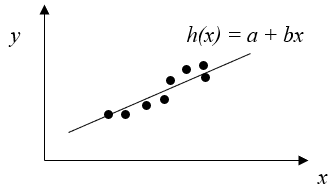 y
h(x) = a + bx
x